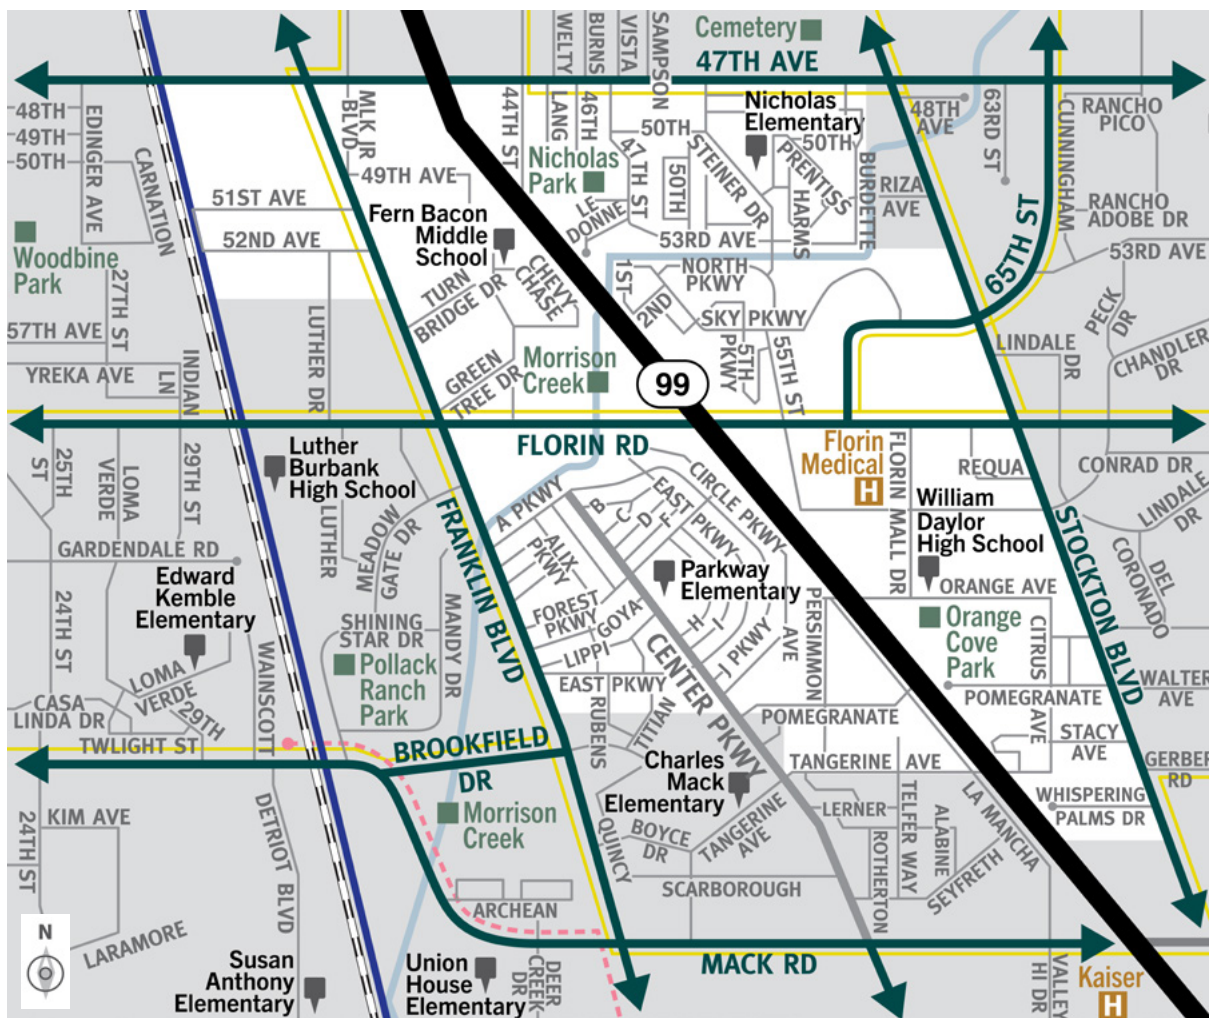 WELTY
BURNS
VISTA
SAMPSON
Cemetery
47TH AVE
48TH
49TH
50TH
EDINGER AVE
CARNATION
MLK JR
BLVD
44TH ST
LANG
46TH
47TH ST
50TH
STEINER DR
Nicholas
Elementary
50TH
PRENTISS
HARMS
BURDETTE
48TH
AVE
63RD ST
CUNNINGHAM
RANCHO
PICO
49TH AVE
Nicholas
Park
50TH
RIZA
AVE
51ST AVE
52ND AVE
Fern Bacon
Middle
School
LE-
DONNE
53RD AVE
65TH ST
RANCHO
ADOBE DR
53RD AVE
Woodbine
Park
27TH ST
TURN
BRIDGE DR
CHEVY
CHASE
1ST
2ND
NORTH
PKWY
SKY PKWY
5TH
PKWY
55TH ST
PECK
DR
LINDALE
DR
CHANDLER
DR
57TH AVE
YREKA AVE
LN
INDIAN
LUTHER DR
GREEN
TREE DR
Morrison
Creek
99
FLORIN RD
25TH
ST
LOMA
VERDE
29TH ST
Luther
Burbank
High School
LUTHER
MEADOW
GATE DR
FRANKLIN BLVD
A PKWY
B
C
D
F
EAST PKWY
CIRCLE PKWY
Florin
Medical
H
FLORIN MALL DR
REQUA
CONRAD DR
LINDALE
DR
William
Daylor
High School
STOCKTON BLVD
DEL
CORONADO
GARDENDALE RD
Edward
Kemble
Elementary
24TH ST
ALIX
PKWY
FOREST
PKWY
GOYA
LIPPI
Parkway
Elementary
H
I
J PKWY
AVE
PERSIMMON
ORANGE AVE
Orange
Cove
Park
CITRUS
AVE
SHINING
STAR DR
MANDY DR
Pollack
Ranch
Park
WAINSCOTT
LOMA
VERDE
29TH
CASA
LINDA DR
TWLIGHT ST
EAST PKWY
RUBENS
TITIAN
CENTER PKWY
POMEGRANATE
POMEGRANATE
WALTER
AVE
STACY
AVE
GERBER
RD
BROOKFIELD
DR
Charles
Mack
Elementary
TANGERINE AVE
LA MANCHA
WHISPERING
PALMS DR
KIM AVE
24TH ST
DETRIOT BLVD
Morrison
Creek
QUINCY
BOYCE
DR
TANGERINE
AVE
LERNER
TELFER WAY
ALABINE
ROTHERTON
SEYFRETH
SCARBOROUGH
ARCHEAN
LARAMORE
N
Susan
Anthony
Elementary
Union
House
Elementary
DEER
CREEK
DR
MACK RD
VALLEY
HI DR
Kaiser
H